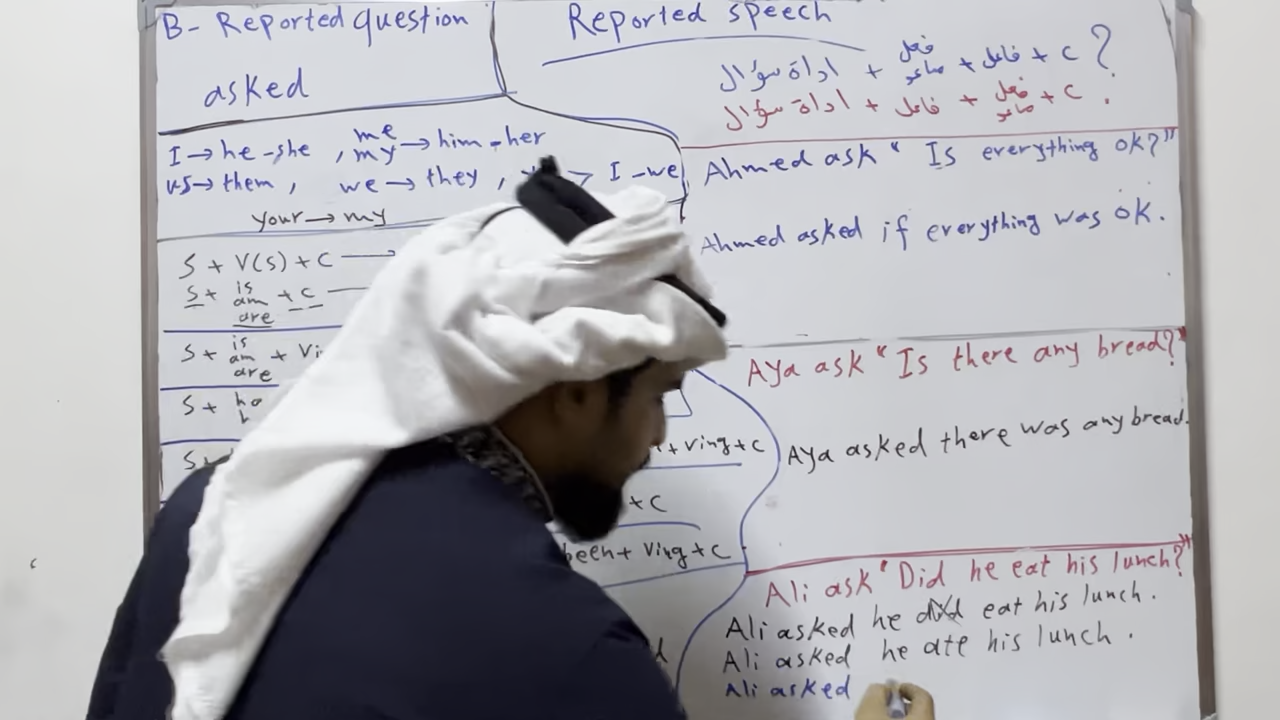 B- Reported question
asked
Reported speech
اداة سؤال + فعل مساعد + فاعل + C ?
اداة سؤال + فاعل + فعل مساعد + C .
I → he - she , me my → him - her
us → them , we → they , > I - we
your → my
S + V(s) + C →
S + is am are + C
S + is am are +
S +
+ Ving + C
+ C
been + Ving + C
Ahmed ask " Is everything ok?"
Ahmed asked if everything was ok.
Aya ask " Is there any bread?"
Aya asked there was any bread.
Ali ask " Did he eat his lunch?"
Ali asked he did eat his lunch .
Ali asked he ate his lunch .
Ali asked